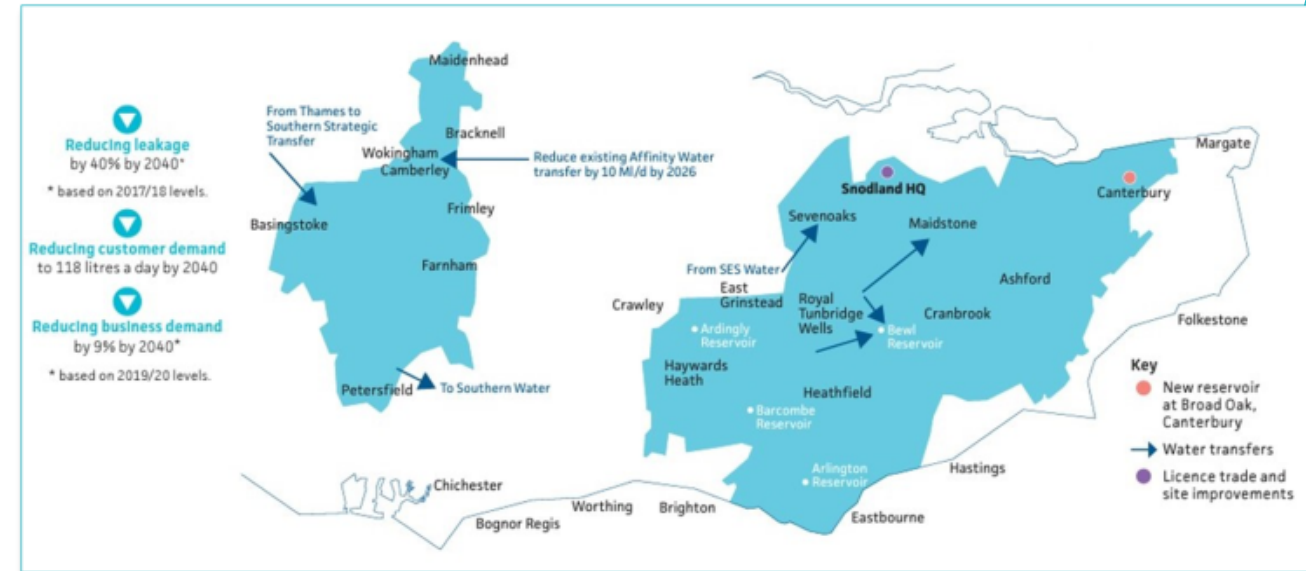 Reducing leakage
by 40% by 2040*
* based on 2017/18 levels.
Reducing customer demand
to 118 litres a day by 2040
Reducing business demand
by 9% by 2040*
* based on 2019/20 levels.
Maidenhead
From Thames to
Southern Strategic
Transfer
Bracknell
Wokingham
Camberley
Reduce existing Affinity Water
transfer by 10 Ml/d by 2026
Basingstoke
Frimley
Farnham
Petersfield
To Southern Water
Margate
Snodland HQ
Canterbury
Sevenoaks
Maidstone
From SES Water
East
Grinstead
Ashford
Crawley
Royal
Tunbridge
Wells
Cranbrook
Folkestone
Ardingly
Reservoir
Bewl
Reservoir
Haywards
Heath
Heathfield
Barcombe
Reservoir
Arlington
Reservoir
Hastings
Chichester
Bognor Regis
Worthing
Brighton
Eastbourne
Key
New reservoir
at Broad Oak,
Canterbury
Water transfers
Licence trade and
site improvements